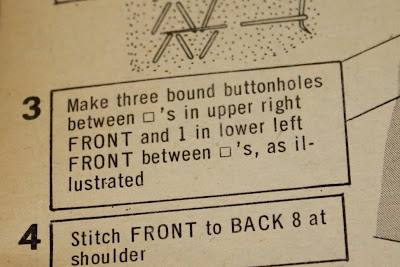 3
Make three bound buttonholes
between □'s in upper right
FRONT and 1 in lower left
FRONT between □'s, as il-
lustrated
4
Stitch FRONT to BACK 8 at
shoulder